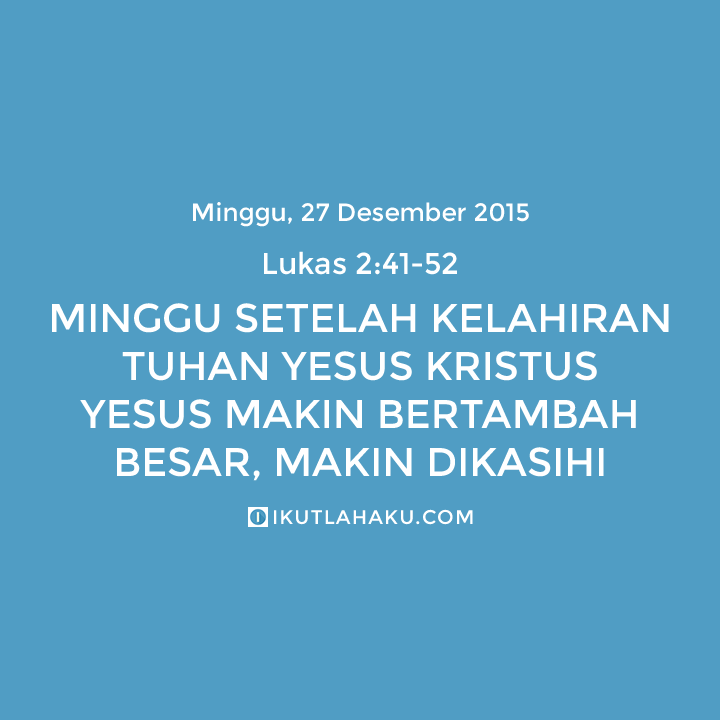 Minggu, 27 Desember 2015
Lukas 2:41-52
MINGGU SETELAH KELAHIRAN
TUHAN YESUS KRISTUS
YESUS MAKIN BERTAMBAH
BESAR, MAKIN DIKASIHI
IKUTLAHAKU.COM